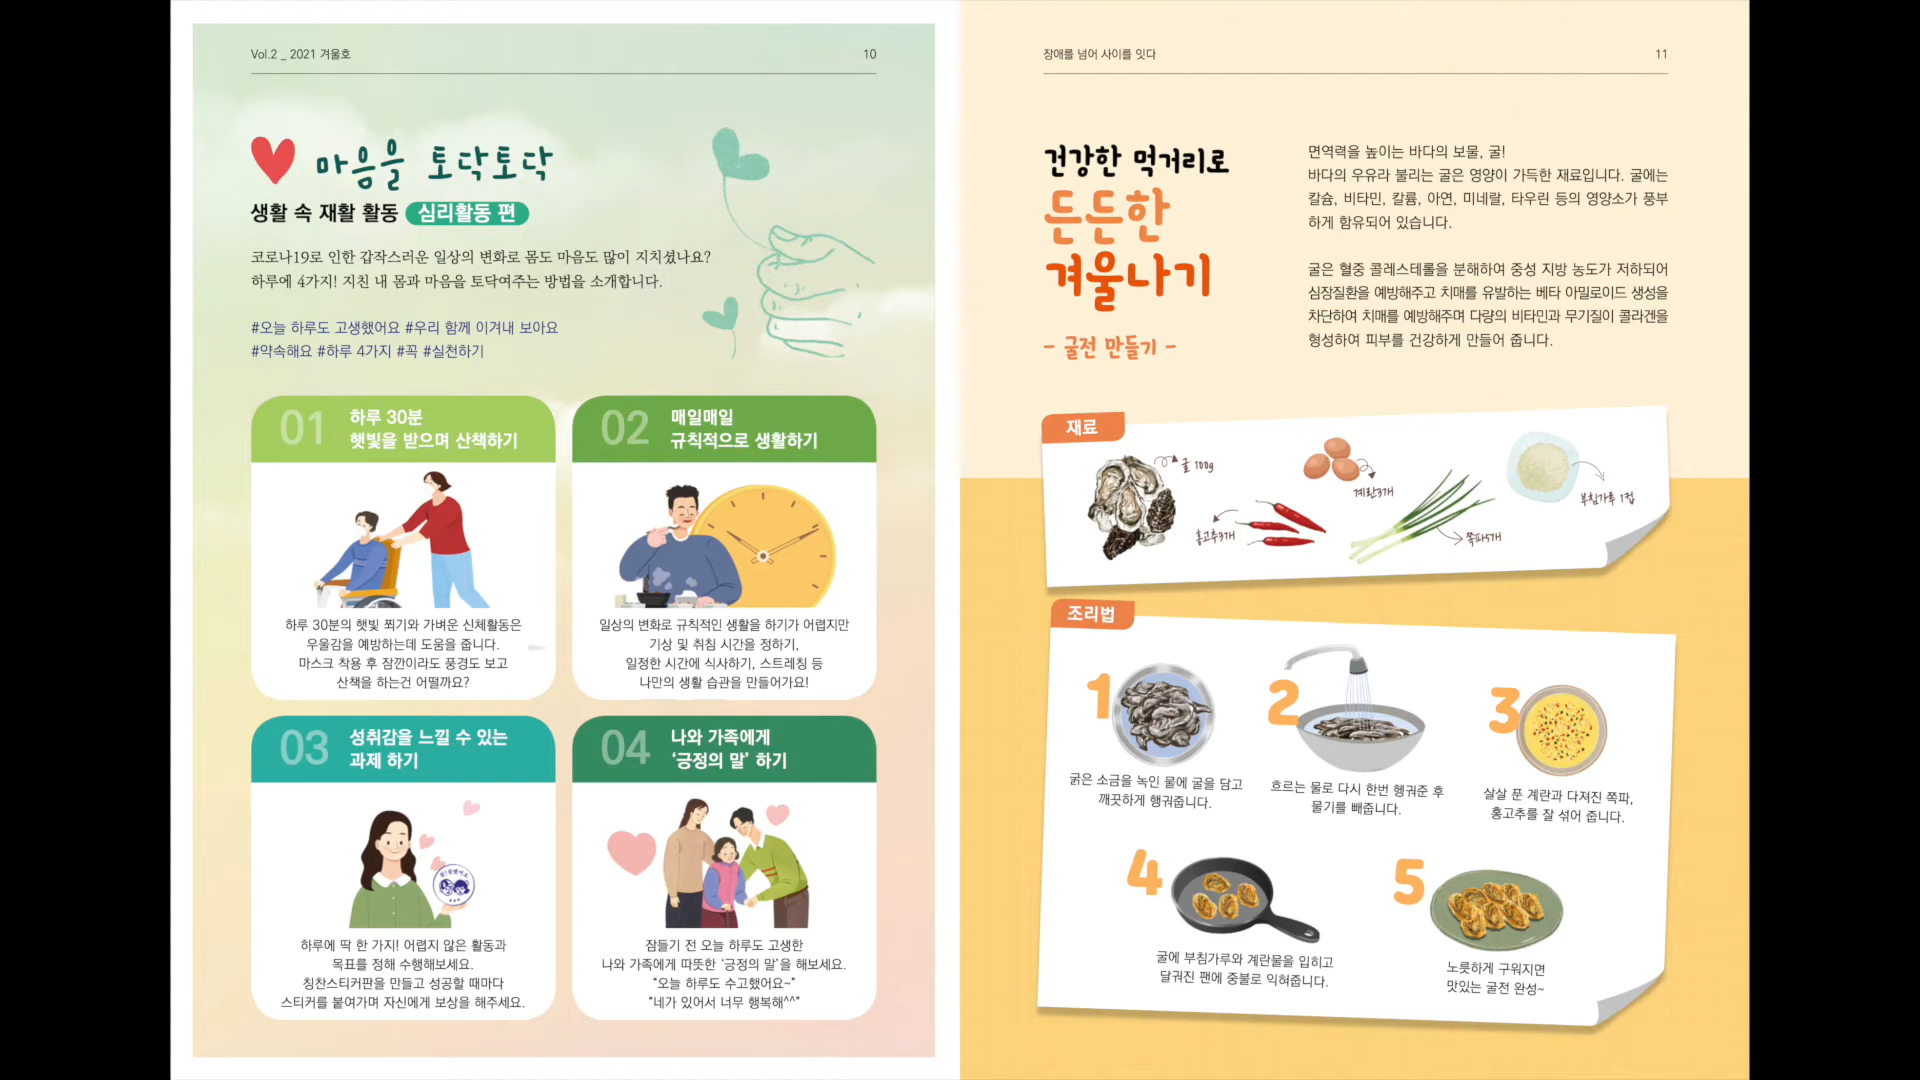 Vol.2 _ 2021 겨울호
10
마음을 토닥토닥
생활 속 재활 활동 심리활동 편
코로나19로 인한 갑작스러운 일상의 변화로 몸도 마음도 많이 지치셨나요?
하루에 4가지! 지친 내 몸과 마음을 토닥여주는 방법을 소개합니다.
#오늘 하루도 고생했어요 #우리 함께 이겨내 보아요
#약속해요 #하루 4가지 #꼭 #실천하기
01
하루 30분
햇빛을 받으며 산책하기
하루 30분의 햇빛 쬐기와 가벼운 신체활동은
우울감을 예방하는데 도움을 줍니다.
마스크 착용 후 잠깐이라도 풍경도 보고
산책을 하는건 어떨까요?
02
매일매일
규칙적으로 생활하기
일상의 변화로 규칙적인 생활을 하기가 어렵지만
기상 및 취침 시간을 정하기,
일정한 시간에 식사하기, 스트레칭 등
나만의 생활 습관을 만들어가요!
03
성취감을 느낄 수 있는
과제 하기
하루에 딱 한 가지! 어렵지 않은 활동과
목표를 정해 수행해보세요.
칭찬스티커판을 만들고 성공할 때마다
스티커를 붙여가며 자신에게 보상을 해주세요.
04
나와 가족에게
‘긍정의 말’ 하기
잠들기 전 오늘 하루도 고생한
나와 가족에게 따뜻한 ‘긍정의 말’을 해보세요.
“오늘 하루도 수고했어요~”
“네가 있어서 너무 행복해^^”
장애를 넘어 사이를 잇다
11
건강한 먹거리로
든든한
겨울나기
- 굴전 만들기 -
면역력을 높이는 바다의 보물, 굴!
바다의 우유라 불리는 굴은 영양이 가득한 재료입니다. 굴에는
칼슘, 비타민, 칼륨, 아연, 미네랄, 타우린 등의 영양소가 풍부
하게 함유되어 있습니다.
굴은 혈중 콜레스테롤을 분해하여 중성 지방 농도가 저하되어
심장질환을 예방해주고 치매를 유발하는 베타 아밀로이드 생성을
차단하여 치매를 예방해주며 다량의 비타민과 무기질이 콜라겐을
형성하여 피부를 건강하게 만들어 줍니다.
재료
굴 100g
홍고추3개
계란3개
쪽파5개
부침가루 1컵
조리법
1
굵은 소금을 녹인 물에 굴을 담고
깨끗하게 행궈줍니다.
2
흐르는 물로 다시 한번 헹궈준 후
물기를 빼줍니다.
3
살살 푼 계란과 다져진 쪽파,
홍고추를 잘 섞어 줍니다.
4
굴에 부침가루와 계란물을 입히고
달궈진 팬에 중불로 익혀줍니다.
5
노릇하게 구워지면
맛있는 굴전 완성~